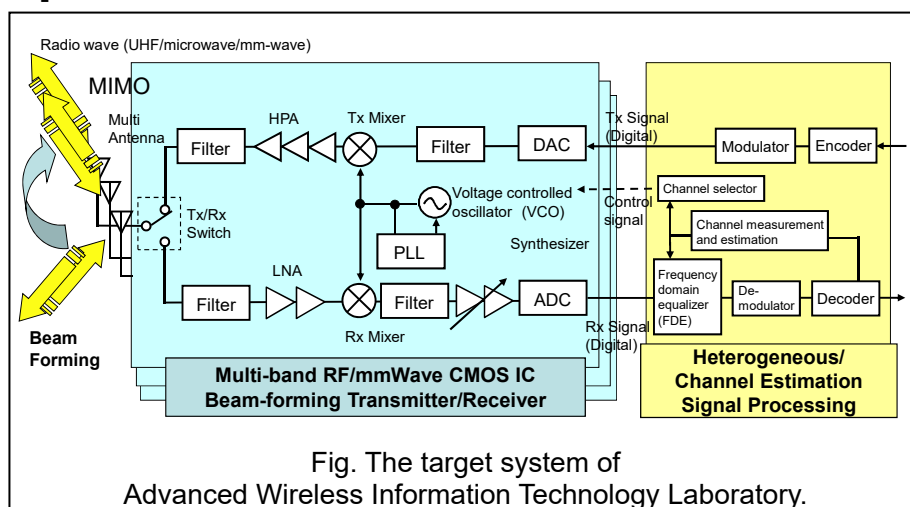 Radio wave (UHF/microwave/mm-wave)
MIMO
Multi
Antenna
Filter
HPA
Tx Mixer
Filter
DAC
Tx Signal
(Digital)
Modulator
Encoder
Tx/Rx
Switch
Voltage controlled
oscillator (VCO)
PLL
Synthesizer
Control
signal
Channel selector
Channel measurement
and estimation
Filter
LNA
Rx Mixer
Filter
ADC
Rx Signal
(Digital)
Frequency
domain
equalizer
(FDE)
De-
modulator
Decoder
Beam
Forming
Multi-band RF/mmWave CMOS IC
Beam-forming Transmitter/Receiver
Heterogeneous/
Channel Estimation
Signal Processing
Fig. The target system of
Advanced Wireless Information Technology Laboratory.